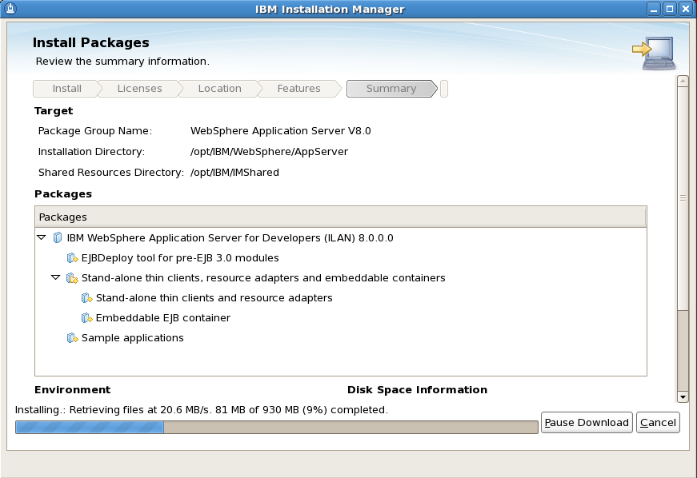 IBM Installation Manager
Install Packages
Review the summary information.
Install Licenses Location Features Summary
Target
Package Group Name: WebSphere Application Server V8.0
Installation Directory: /opt/IBM/WebSphere/AppServer
Shared Resources Directory: /opt/IBM/IMShared
Packages
Packages
IBM WebSphere Application Server for Developers (ILAN) 8.0.0.0
EJBDeploy tool for pre-EJB 3.0 modules
Stand-alone thin clients, resource adapters and embeddable containers
Stand-alone thin clients and resource adapters
Embeddable EJB container
Sample applications
Environment Disk Space Information
Installing.: Retrieving files at 20.6 MB/s. 81 MB of 930 MB (9%) completed.
Pause Download Cancel